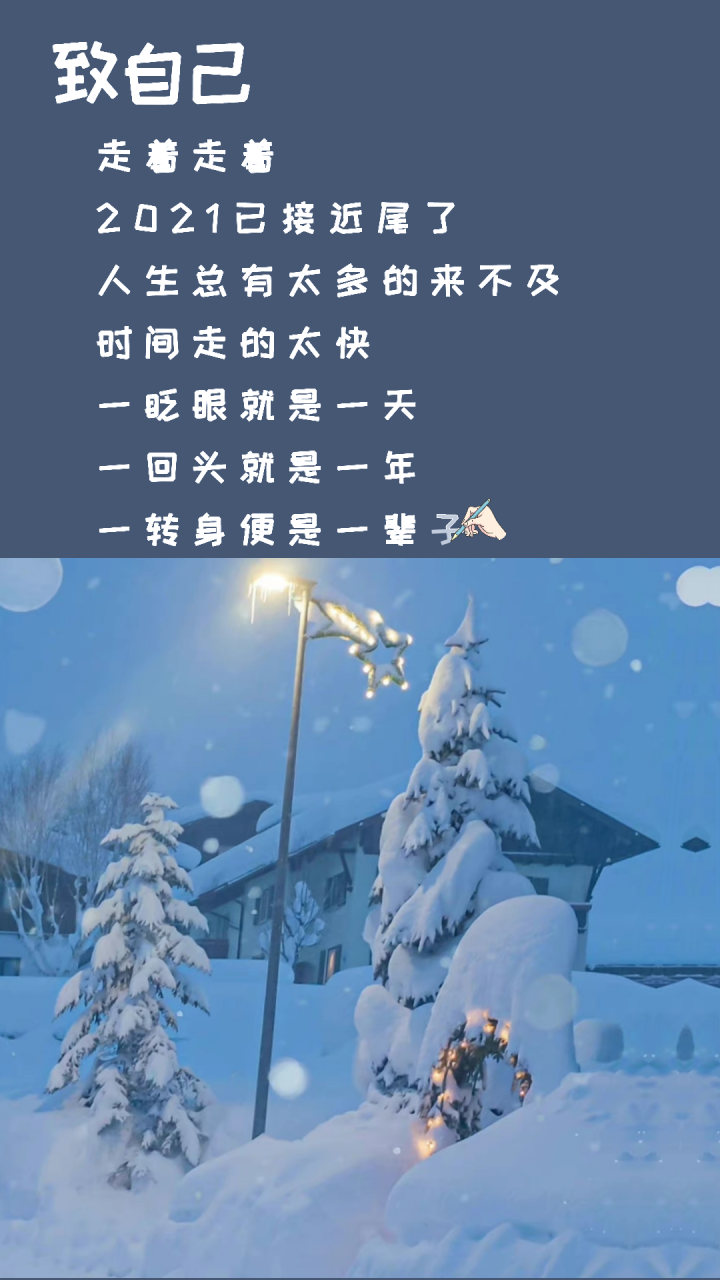 致自己
走着走着
2021已接近尾了
人生总有太多的来不及
时间走的太快
一眨眼就是一天
一回头就是一年
一转身便是一辈子